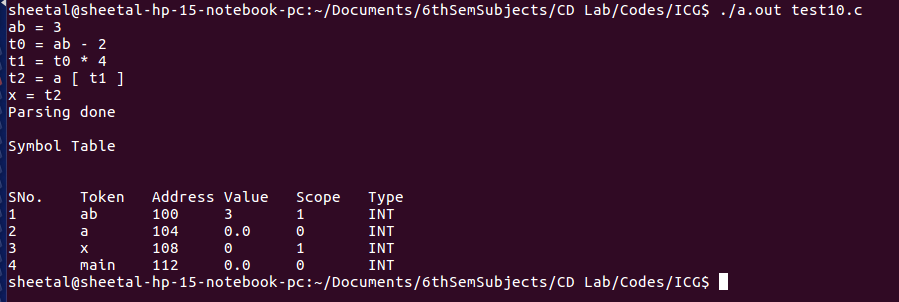 sheetal@sheetal-hp-15-notebook-pc:~/Documents/6thSemSubjects/CD Lab/Codes/ICG$ ./a.out test10.c
ab = 3
t0 = ab - 2
t1 = t0 * 4
t2 = a [ t1 ]
x = t2
Parsing done
Symbol Table
SNo. Token Address Value Scope Type
1 ab 100 3 1 INT
2 a 104 0.0 0 INT
3 x 108 0 1 INT
4 main 112 0.0 0 INT
sheetal@sheetal-hp-15-notebook-pc:~/Documents/6thSemSubjects/CD Lab/Codes/ICG$